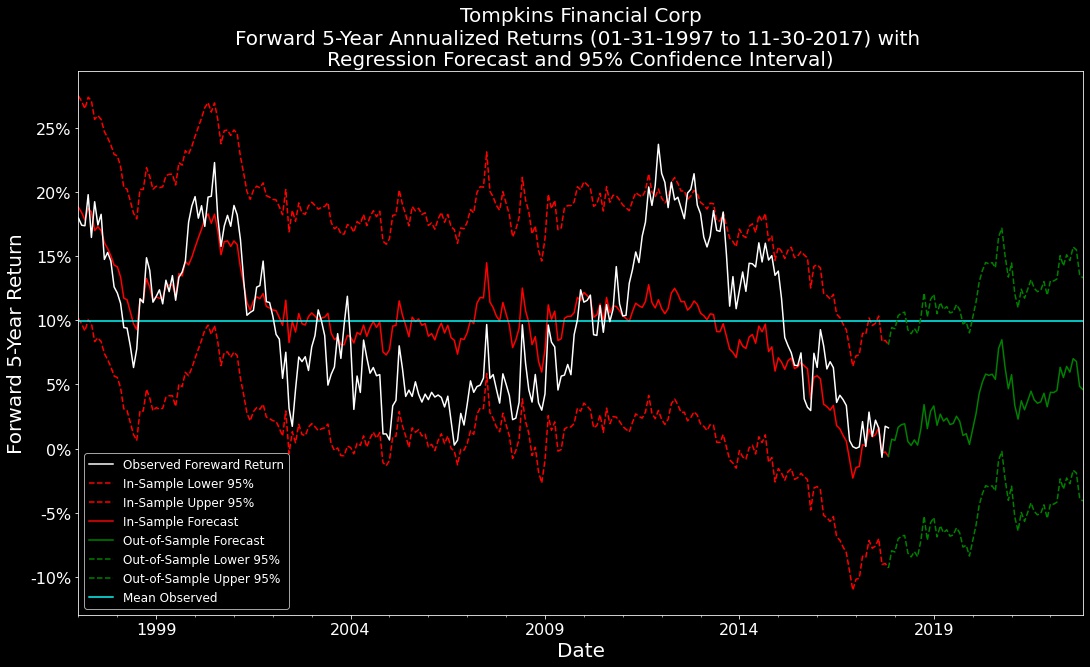 Tompkins Financial Corp
Forward 5-Year Annualized Returns (01-31-1997 to 11-30-2017) with
Regression Forecast and 95% Confidence Interval)
Forward 5-Year Return
25%
20%
15%
10%
5%
0%
-5%
-10%
Observed Foreward Return
In-Sample Lower 95%
In-Sample Upper 95%
In-Sample Forecast
Out-of-Sample Forecast
Out-of-Sample Lower 95%
Out-of-Sample Upper 95%
Mean Observed
1999 2004 2009 2014 2019
Date